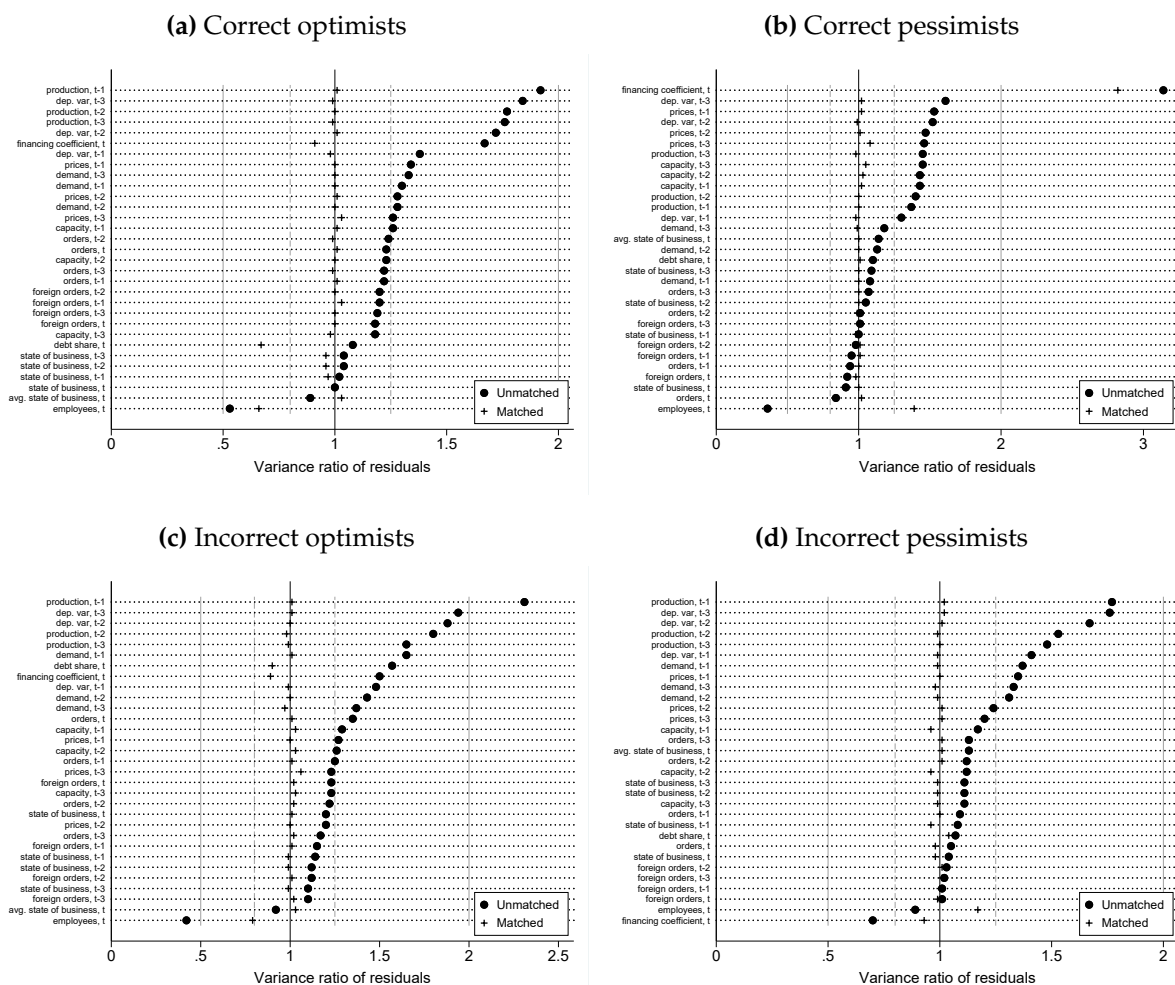 (a) Correct optimists
production, t-1
dep. var, t-3
production, t-2
production, t-3
dep. var, t-2
financing coefficient, t
dep. var, t-1
prices, t-1
demand, t-3
demand, t-1
prices, t-2
demand, t-2
prices, t-3
capacity, t-1
orders, t-2
orders, t
capacity, t-2
orders, t-3
orders, t-1
foreign orders, t-2
foreign orders, t-1
foreign orders, t-3
foreign orders, t
capacity, t-3
debt share, t
state of business, t-3
state of business, t-2
state of business, t-1
state of business, t
avg. state of business, t
employees, t
Unmatched
Matched
0 .5 1 1.5 2
Variance ratio of residuals
(b) Correct pessimists
financing coefficient, t
dep. var, t-3
prices, t-1
dep. var, t-2
prices, t-2
prices, t-3
production, t-3
capacity, t-3
capacity, t-2
capacity, t-1
production, t-2
production, t-1
dep. var, t-1
demand, t-3
avg. state of business, t
demand, t-2
debt share, t
state of business, t-3
demand, t-1
orders, t-3
state of business, t-2
orders, t-2
foreign orders, t-3
state of business, t-1
foreign orders, t-2
foreign orders, t-1
orders, t-1
foreign orders, t
state of business, t
orders, t
employees, t
Unmatched
Matched
0 1 2 3
Variance ratio of residuals
(c) Incorrect optimists
production, t-1
dep. var, t-3
dep. var, t-2
production, t-2
production, t-3
demand, t-1
debt share, t
financing coefficient, t
dep. var, t-1
demand, t-2
demand, t-3
orders, t
capacity, t-1
prices, t-1
capacity, t-2
orders, t-1
prices, t-3
foreign orders, t
capacity, t-3
orders, t-2
state of business, t
prices, t-2
orders, t-3
foreign orders, t-1
state of business, t-1
state of business, t-2
foreign orders, t-2
state of business, t-3
foreign orders, t-3
avg. state of business, t
employees, t
Unmatched
Matched
0 .5 1 1.5 2 2.5
Variance ratio of residuals
(d) Incorrect pessimists
production, t-1
dep. var, t-3
dep. var, t-2
production, t-2
production, t-3
dep. var, t-1
demand, t-1
prices, t-1
demand, t-3
demand, t-2
prices, t-2
prices, t-3
capacity, t-1
orders, t-3
avg. state of business, t
orders, t-2
capacity, t-2
state of business, t-3
state of business, t-2
capacity, t-3
orders, t-1
state of business, t-1
debt share, t
orders, t
state of business, t
foreign orders, t-2
foreign orders, t-3
foreign orders, t-1
foreign orders, t
employees, t
financing coefficient, t
Unmatched
Matched
0 .5 1 1.5 2
Variance ratio of residuals